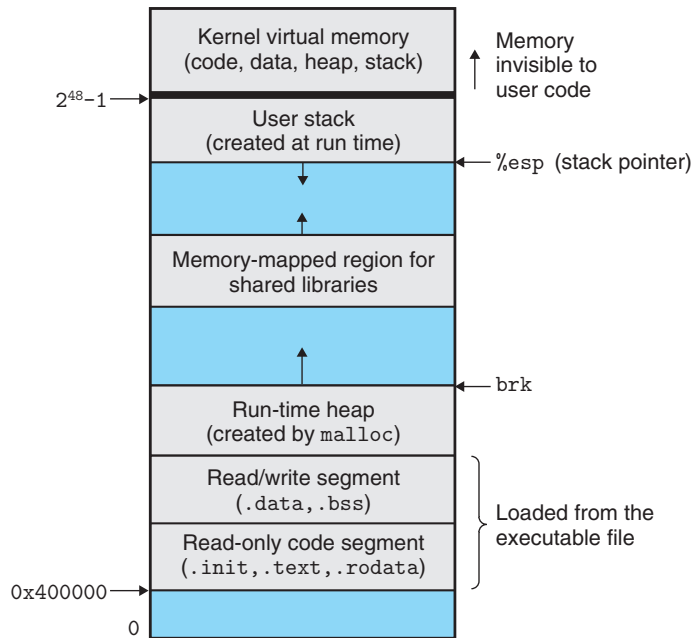 Kernel virtual memory
(code, data, heap, stack)
Memory
invisible to
user code
2⁴⁸-1
User stack
(created at run time)
%esp (stack pointer)
Memory-mapped region for
shared libraries
brk
Run-time heap
(created by malloc)
Read/write segment
(.data,.bss)
Loaded from the
executable file
Read-only code segment
(.init,.text,.rodata)
0x400000
0